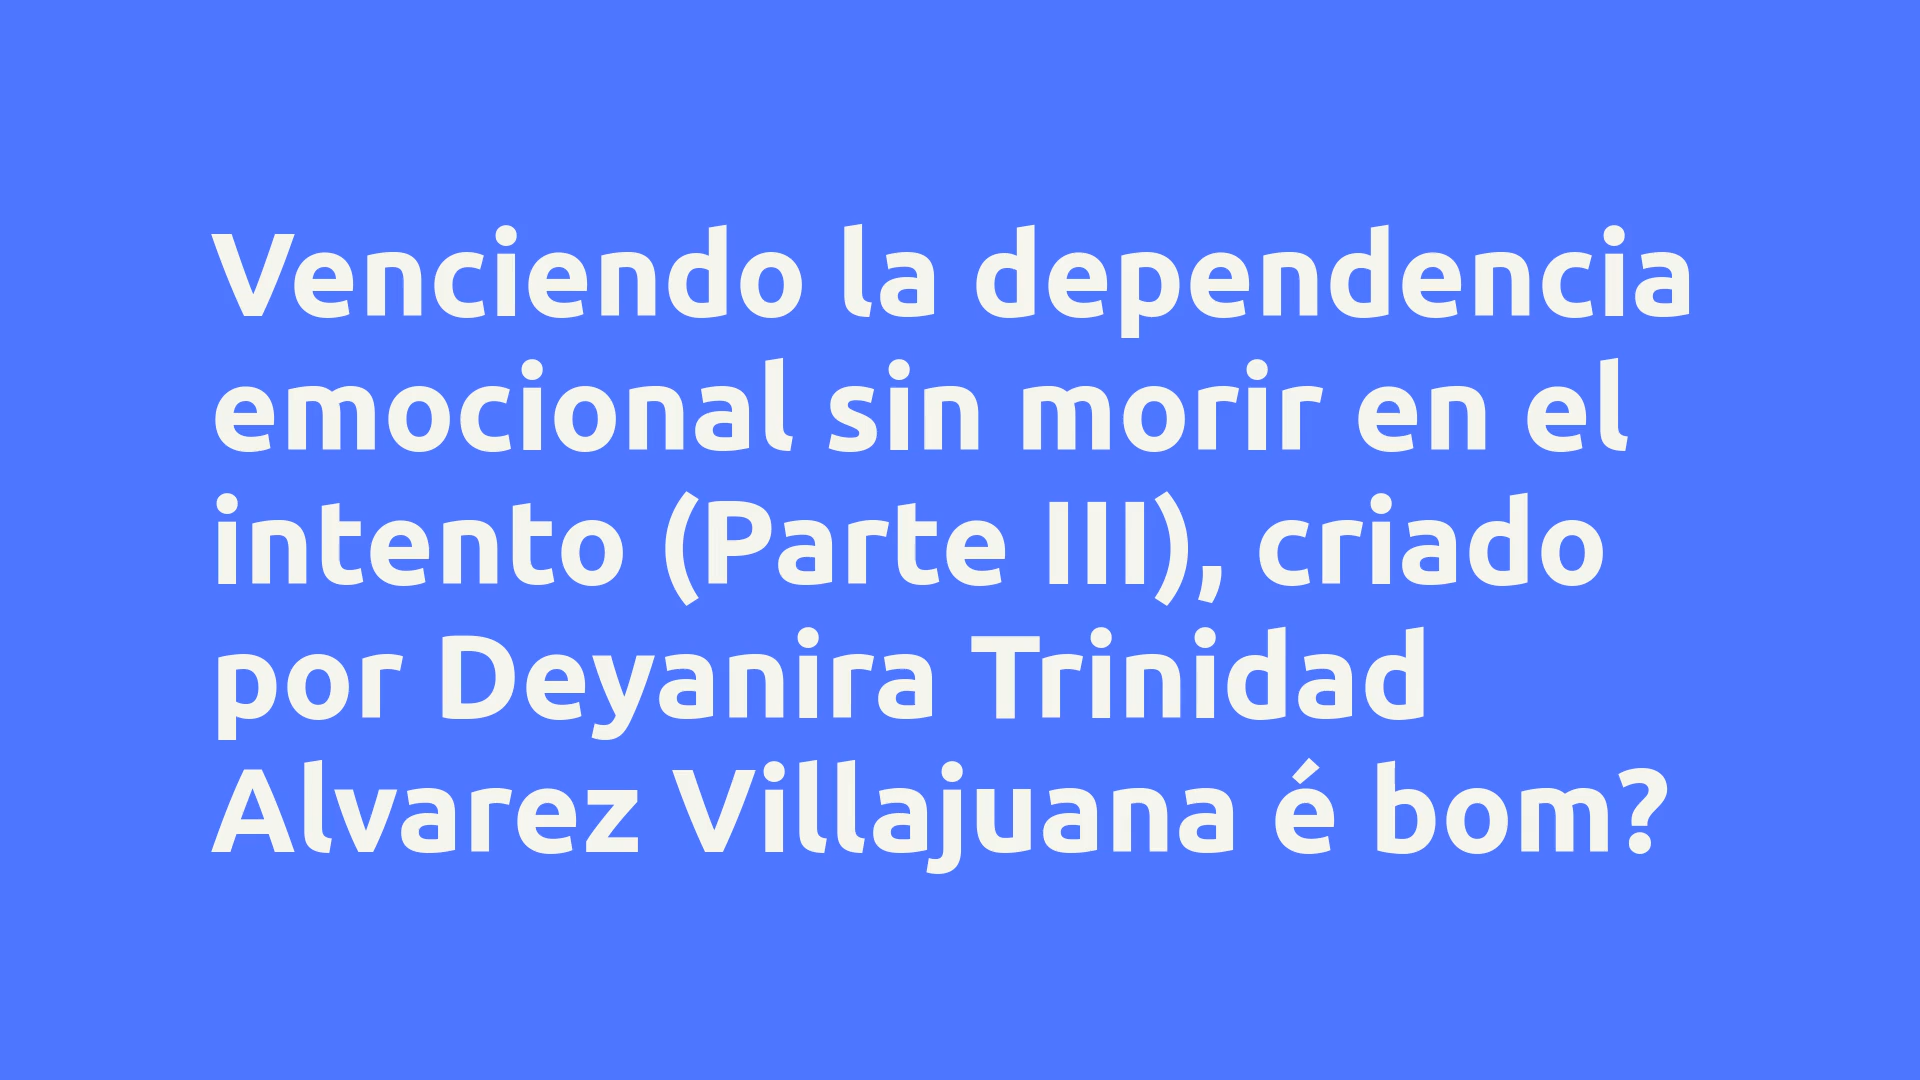 Venciendo la dependencia
emocional sin morir en el
intento (Parte III), criado
por Deyanira Trinidad
Alvarez Villajuana é bom?